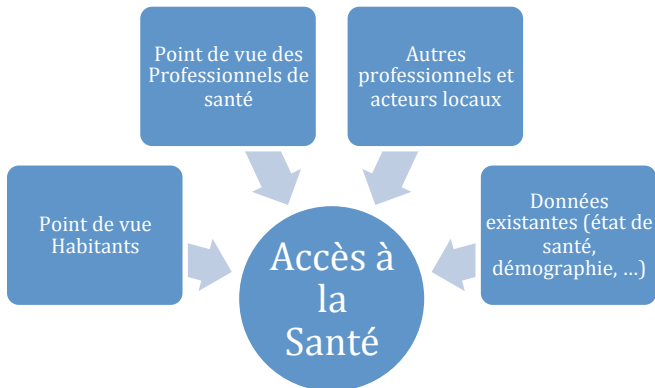 Point de vue des
Professionnels de
santé
Autres
professionnels et
acteurs locaux
Point de vue
Habitants
Données
existantes (état de
santé,
démographie, ...)
Accès à
la
Santé